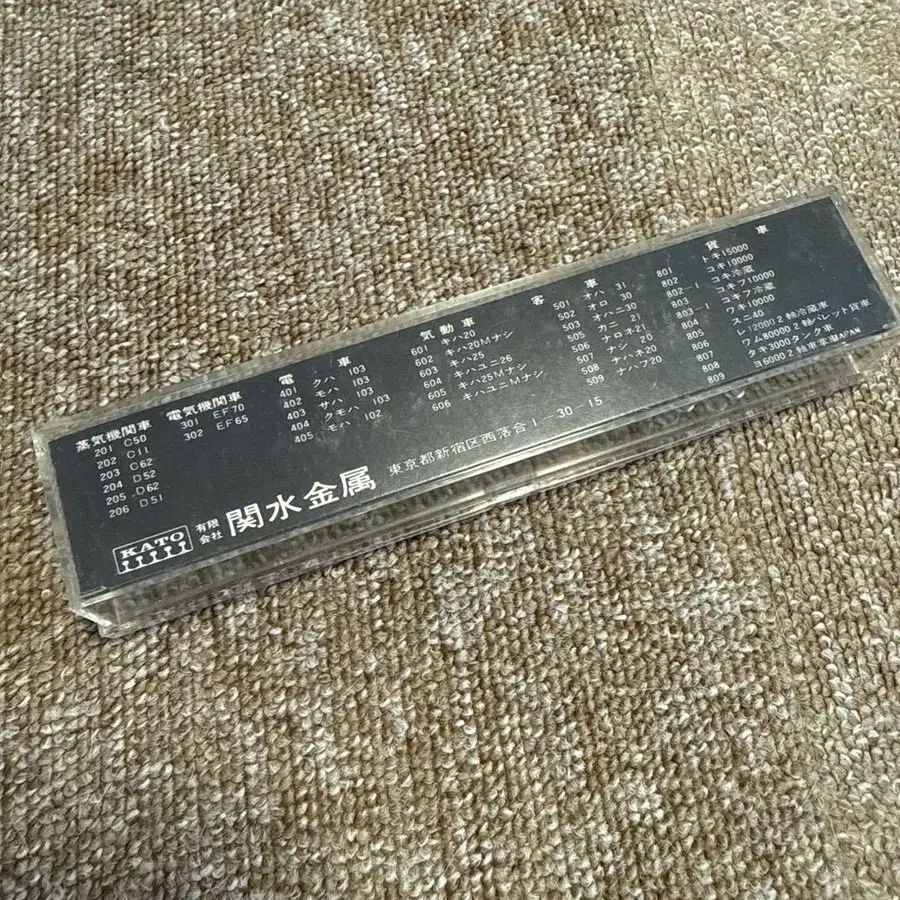 蒸気機関車
201 C50
202 C11
203 C62
204 D52
205 D62
206 D51
電気機関車
301 EF70
302 EF65
電車
401 クハ 103
402 モハ 103
403 サハ 103
404 クモハ 103
405 モハ 102
気動車
601 キハ20
602 キハ20Mナシ
603 キハ25
604 キハユニ26
605 キハ25Mナシ
606 キハユニMナシ
客車
501 オハ 31
502 オロ 30
503 オハニ30
505 カニ 21
506 ナロネ21
507 ナシ 20
508 ナハネ20
509 ナハフ20
貨車
801 トキ15000
802 コキ10000
802-1 コキ冷蔵
803 コキフ10000
803-1 コキフ冷蔵
804 ワキ10000
805 スニ40
806 レ12000 2軸冷蔵車
807 ワム80000 2軸パレット貨車
808 タキ3000タンク車
809 ヨ6000 2軸車掌車
JAPAN
KATO
有限会社 関水金属 東京都新宿区西落合1-30-15